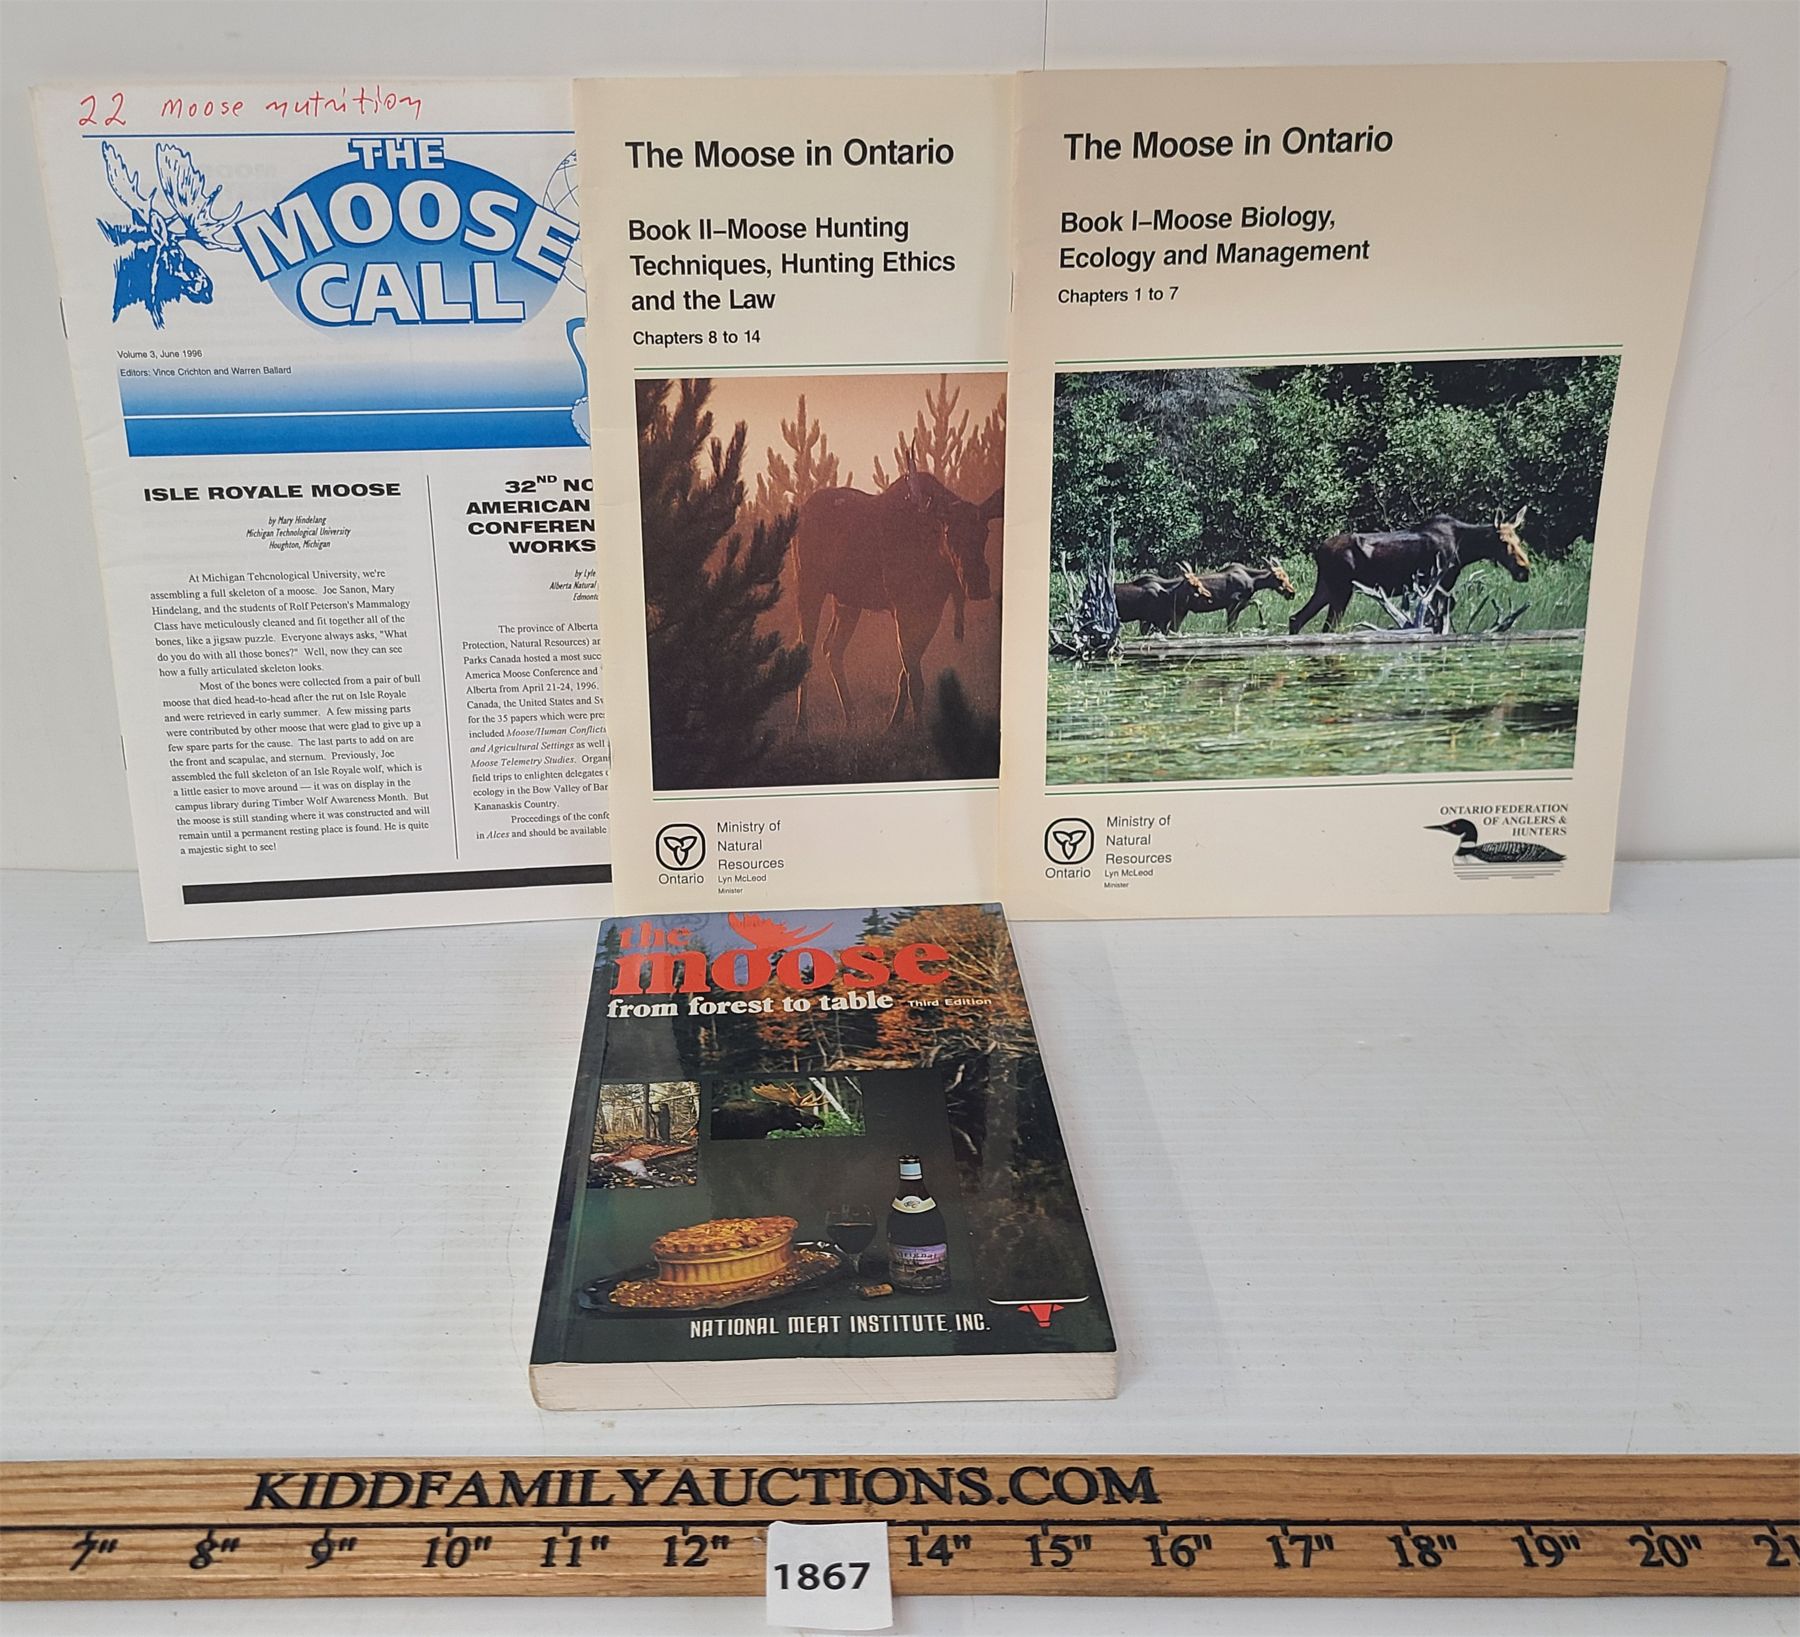 22 moose nutrition
THE
MOOSE
CALL
Volume 3, June 1996
Editors: Vince Crichton and Warren Ballard
ISLE ROYALE MOOSE
by Mary Hindelang
Michigan Technological University
Houghton, Michigan
At Michigan Tehcnological University, we're
assembling a full skeleton of a moose. Joe Sanon, Mary
Hindelang, and the students of Rolf Peterson's Mammalogy
Class have meticulously cleaned and fit together all of the
bones, like a jigsaw puzzle. Everyone always asks, "What
do you do with all those bones?" Well, now they can see
how a fully articulated skeleton looks.
Most of the bones were collected from a pair of bull
moose that died head-to-head after the rut on Isle Royale
and were retrieved in early summer. A few missing parts
were contributed by other moose that were glad to give up a
few spare parts for the cause. The last parts to add on are
the front and scapulae, and sternum. Previously, Joe
assembled the full skeleton of an Isle Royale wolf, which is
a little easier to move around — it was on display in the
campus library during Timber Wolf Awareness Month. But
the moose is still standing where it was constructed and will
remain until a permanent resting place is found. He is quite
a majestic sight to see!
32ND NO
AMERICAN
CONFEREN
WORKS
by Lyle
Alberta Natural
Edmonto
The province of Alberta
Protection, Natural Resources) ar
Parks Canada hosted a most succ
America Moose Conference and
Alberta from April 21-24, 1996.
Canada, the United States and Sw
for the 35 papers which were pre
included Moose/Human Conflicts
and Agricultural Settings as well
Moose Telemetry Studies. Organ
field trips to enlighten delegates
ecology in the Bow Valley of Ban
Kananaskis Country.
Proceedings of the confe
in Alces and should be available
The Moose in Ontario
Book II–Moose Hunting
Techniques, Hunting Ethics
and the Law
Chapters 8 to 14
Ministry of
Natural
Resources
Ontario
Lyn McLeod
Minister
The Moose in Ontario
Book I–Moose Biology,
Ecology and Management
Chapters 1 to 7
Ministry of
Natural
Resources
Ontario
Lyn McLeod
Minister
ONTARIO FEDERATION
OF ANGLERS &
HUNTERS
the
moose
from forest to table Third Edition
NATIONAL MEAT INSTITUTE, INC.
KIDDFAMILYAUCTIONS.COM
7" 8" 9" 10" 11" 12" 14" 15" 16" 17" 18" 19" 20" 21
1867